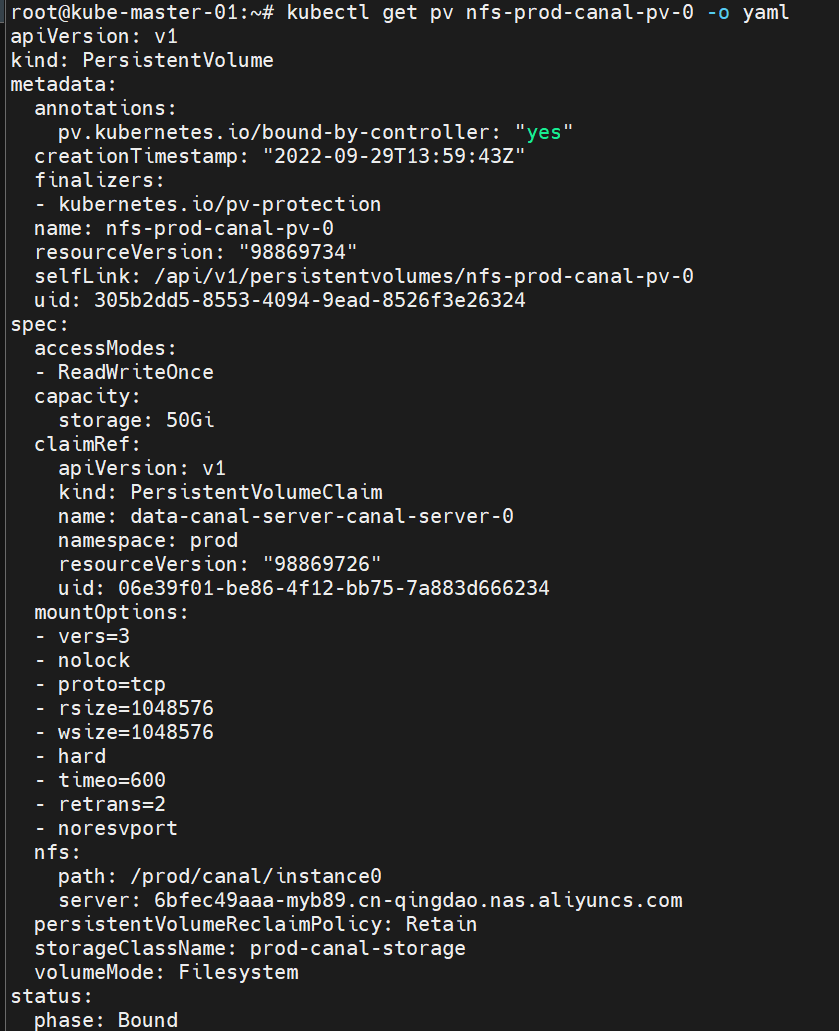 root@kube-master-01:~# kubectl get pv nfs-prod-canal-pv-0 -o yaml
apiVersion: v1
kind: PersistentVolume
metadata:
  annotations:
    pv.kubernetes.io/bound-by-controller: "yes"
  creationTimestamp: "2022-09-29T13:59:43Z"
  finalizers:
  - kubernetes.io/pv-protection
  name: nfs-prod-canal-pv-0
  resourceVersion: "98869734"
  selfLink: /api/v1/persistentvolumes/nfs-prod-canal-pv-0
  uid: 305b2dd5-8553-4094-9ead-8526f3e26324
spec:
  accessModes:
  - ReadWriteOnce
  capacity:
    storage: 50Gi
  claimRef:
    apiVersion: v1
    kind: PersistentVolumeClaim
    name: data-canal-server-canal-server-0
    namespace: prod
    resourceVersion: "98869726"
    uid: 06e39f01-be86-4f12-bb75-7a883d666234
  mountOptions:
  - vers=3
  - nolock
  - proto=tcp
  - rsize=1048576
  - wsize=1048576
  - hard
  - timeo=600
  - retrans=2
  - noresvport
  nfs:
    path: /prod/canal/instance0
    server: 6bfec49aaa-myb89.cn-qingdao.nas.aliyuncs.com
  persistentVolumeReclaimPolicy: Retain
  storageClassName: prod-canal-storage
  volumeMode: Filesystem
status:
  phase: Bound